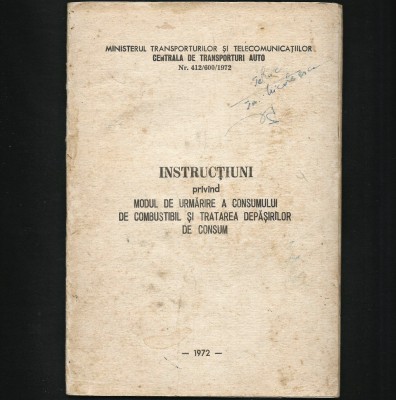 MINISTERUL TRANSPORTURILOR ȘI TELECOMUNICAȚIILOR
CENTRALA DE TRANSPORTURI AUTO
Nr. 412/600/1972
INSTRUCȚIUNI
privind
MODUL DE URMĂRIRE A CONSUMULUI
DE COMBUSTIBIL ȘI TRATAREA DEPĂȘIRILOR
DE CONSUM
— 1972 —